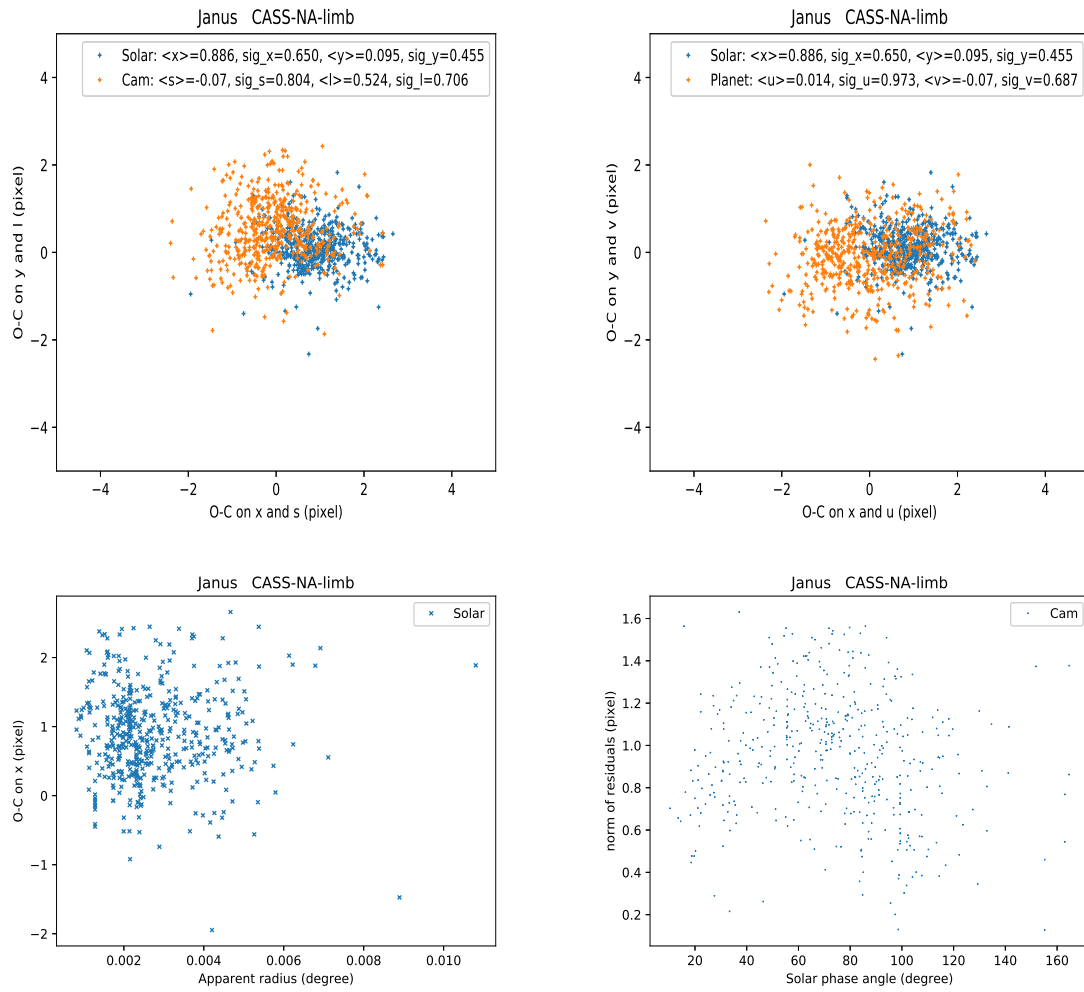 Janus   CASS-NA-limb
Solar: <x>=0.886, sig_x=0.650, <y>=0.095, sig_y=0.455
Cam: <s>=-0.07, sig_s=0.804, <l>=0.524, sig_l=0.706
4
2
0
−2
−4
O-C on y and l (pixel)
−4 −2 0 2 4
O-C on x and s (pixel)
Janus   CASS-NA-limb
Solar: <x>=0.886, sig_x=0.650, <y>=0.095, sig_y=0.455
Planet: <u>=0.014, sig_u=0.973, <v>=-0.07, sig_v=0.687
4
2
0
−2
−4
O-C on y and v (pixel)
−4 −2 0 2 4
O-C on x and u (pixel)
Janus   CASS-NA-limb
Solar
2
1
0
−1
−2
O-C on x (pixel)
0.002 0.004 0.006 0.008 0.010
Apparent radius (degree)
Janus   CASS-NA-limb
Cam
1.6
1.4
1.2
1.0
0.8
0.6
0.4
0.2
norm of residuals (pixel)
20 40 60 80 100 120 140 160
Solar phase angle (degree)